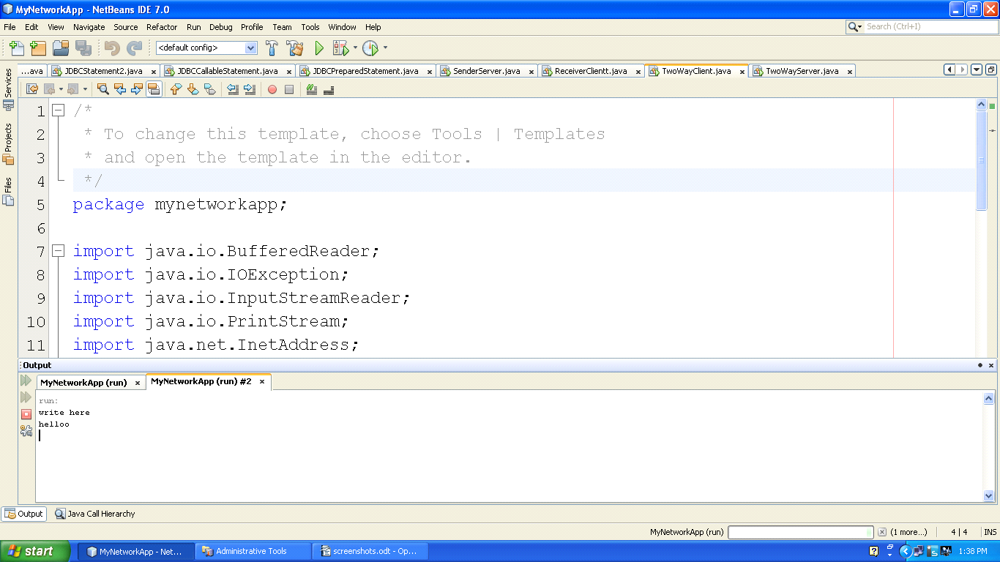 MyNetworkApp - NetBeans IDE 7.0
File Edit View Navigate Source Refactor Run Debug Profile Team Tools Window Help
Search (Ctrl+I)
<default config>
...ava JDBCStatement2.java JDBCCallableStatement.java JDBCPreparedStatement.java SenderServer.java ReceiverClientt.java TwoWayClient.java TwoWayServer.java
Services
Projects
Files
1 /*
2 * To change this template, choose Tools | Templates
3 * and open the template in the editor.
4 */
5 package mynetworkapp;
6
7 import java.io.BufferedReader;
8 import java.io.IOException;
9 import java.io.InputStreamReader;
10 import java.io.PrintStream;
11 import java.net.InetAddress;
Output
MyNetworkApp (run) MyNetworkApp (run) #2
run:
write here
helloo
Output Java Call Hierarchy
MyNetworkApp (run) (1 more...) 4 | 4 INS
start MyNetworkApp - Net... Administrative Tools screenshots.odt - Op... 1:38 PM